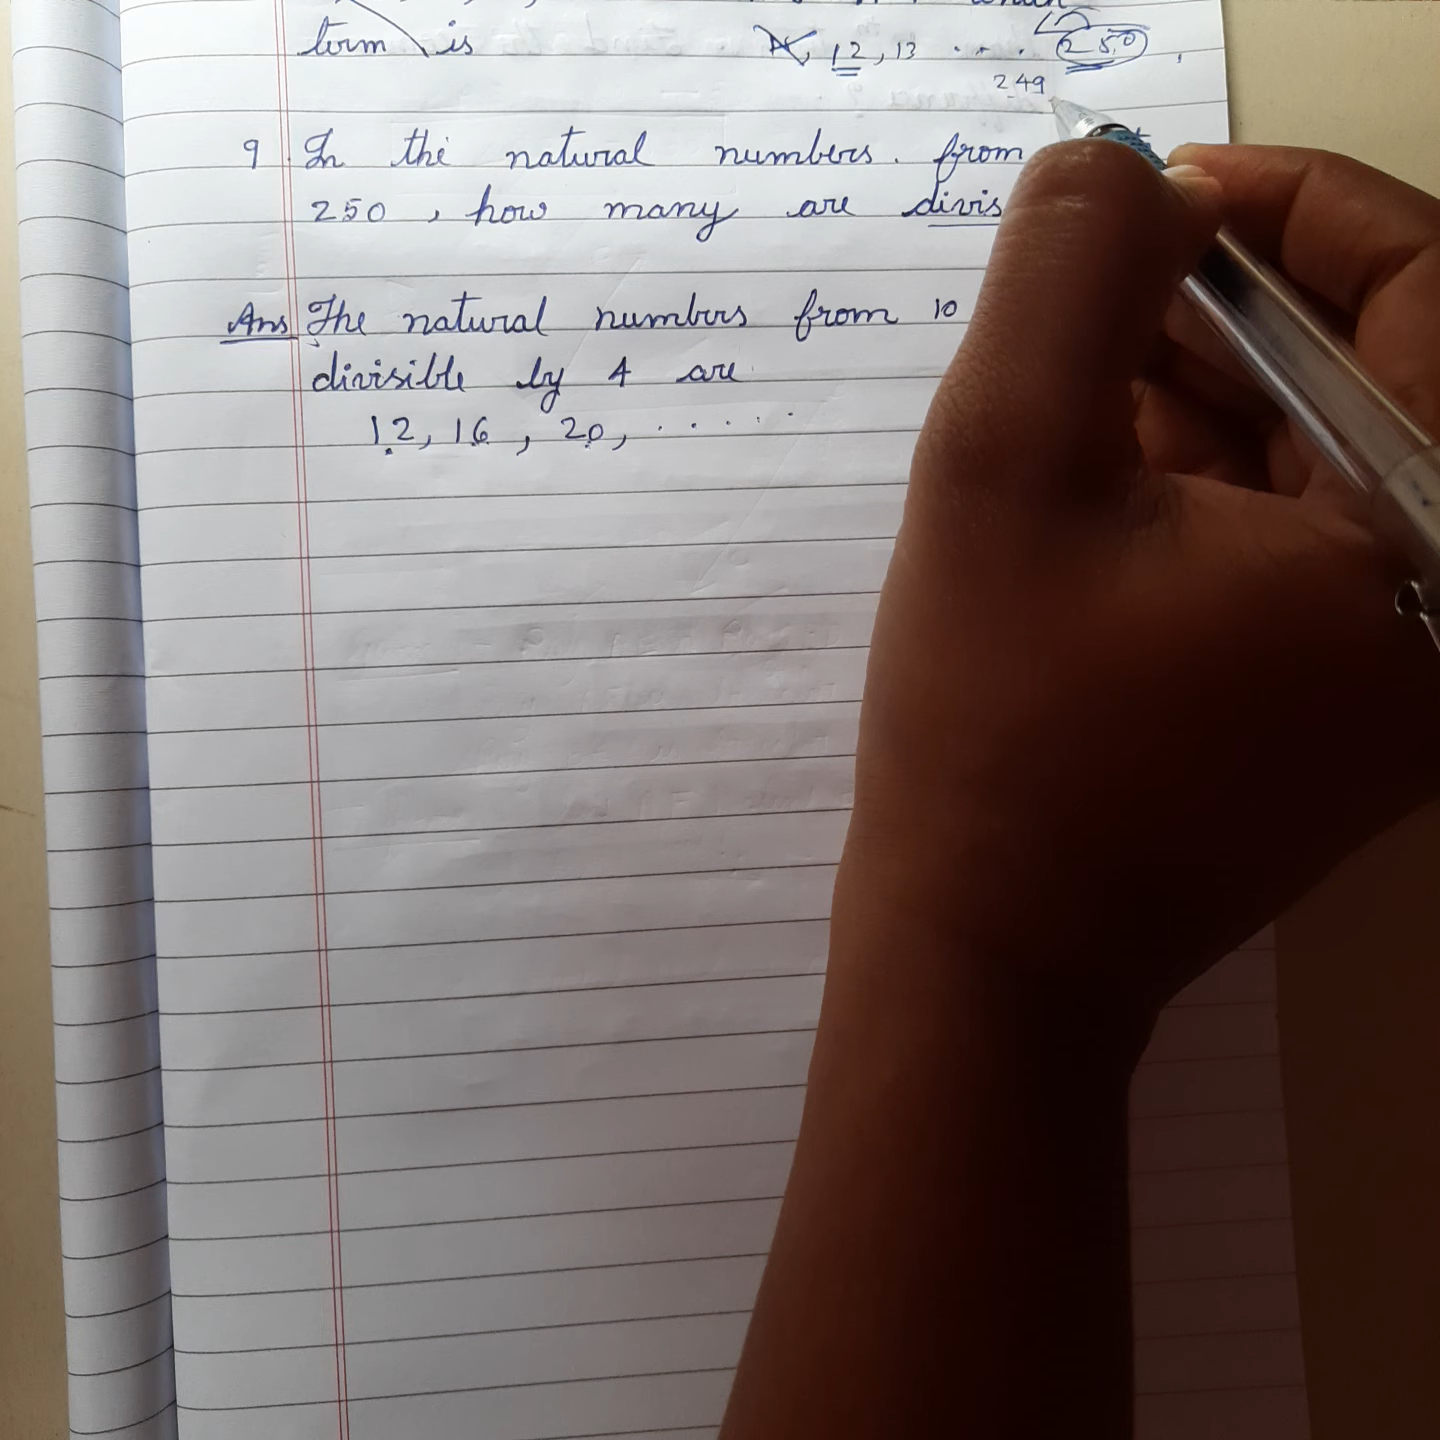 term is 12, 13 .... 250
249
9 In the natural numbers. from
250, how many are divis
Ans The natural numbers from 10
divisible by 4 are
12, 16, 20, ......